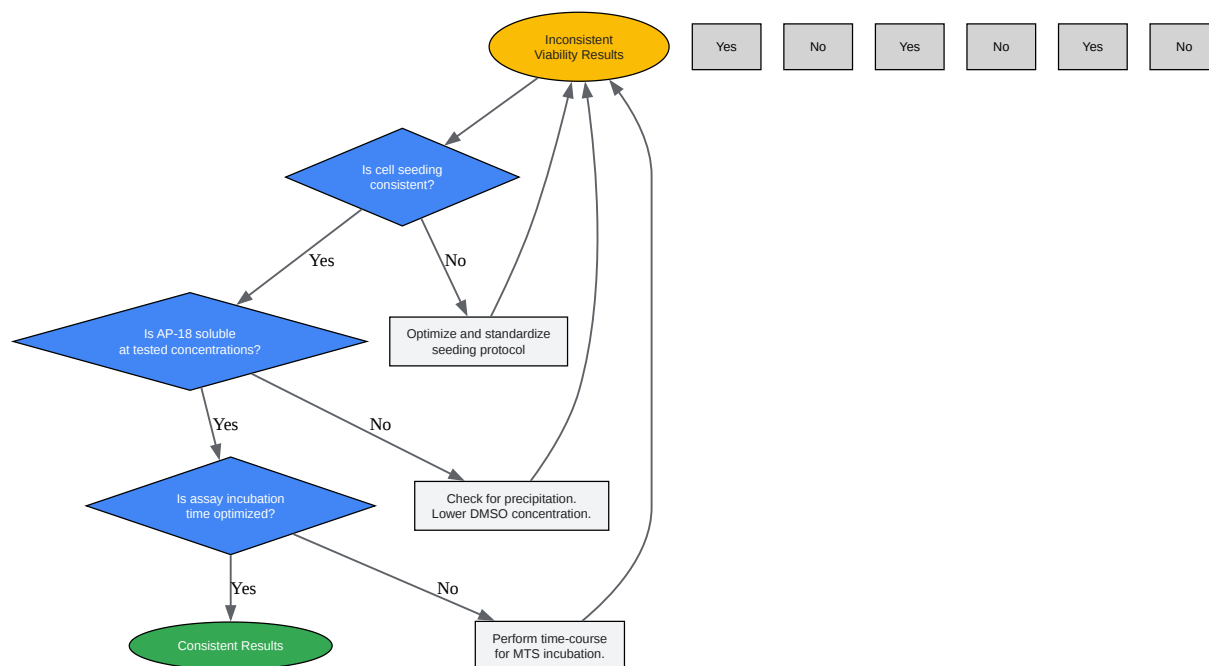 Inconsistent
Viability Results
Yes
No
Yes
No
Yes
No
Is cell seeding
consistent?
Yes
No
Is AP-18 soluble
at tested concentrations?
Optimize and standardize
seeding protocol
Yes
No
Is assay incubation
time optimized?
Check for precipitation.
Lower DMSO concentration.
Yes
No
Consistent Results
Perform time-course
for MTS incubation.